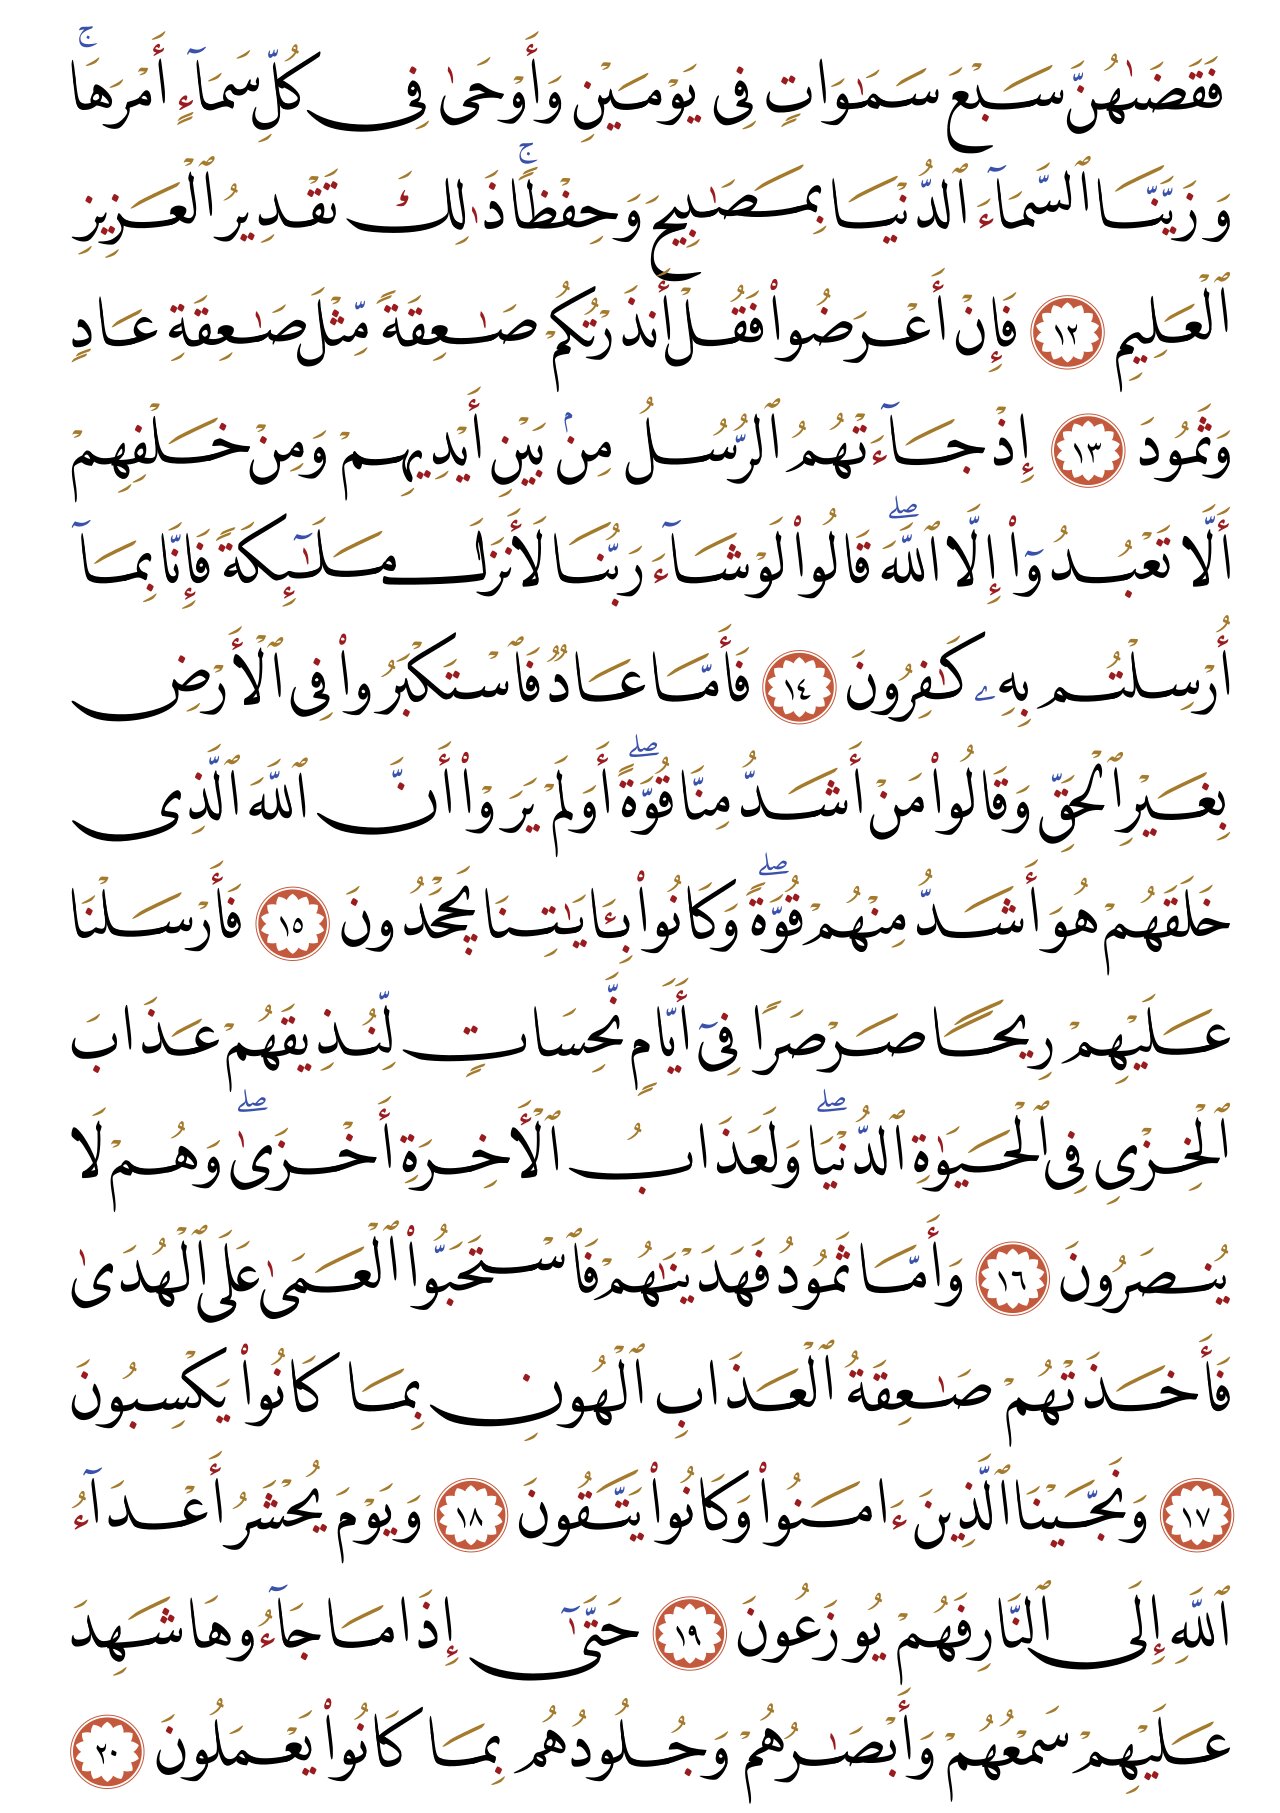 فَقَضَىٰهُنَّ سَبْعَ سَمَـٰوَاتٍ فِى يَوْمَيْنِ وَأَوْحَىٰ فِى كُلِّ سَمَآءٍ أَمْرَهَا ۚ
وَزَيَّنَّا ٱلسَّمَآءَ ٱلدُّنْيَا بِمَصَـٰبِيحَ وَحِفْظًا ۚ ذَٰلِكَ تَقْدِيرُ ٱلْعَزِيزِ
ٱلْعَلِيمِ ١٢ فَإِنْ أَعْرَضُوا۟ فَقُلْ أَنذَرْتُكُمْ صَـٰعِقَةً مِّثْلَ صَـٰعِقَةِ عَادٍ
وَثَمُودَ ١٣ إِذْ جَآءَتْهُمُ ٱلرُّسُلُ مِنۢ بَيْنِ أَيْدِيهِمْ وَمِنْ خَلْفِهِمْ
أَلَّا تَعْبُدُوٓا۟ إِلَّا ٱللَّهَ ۖ قَالُوا۟ لَوْ شَآءَ رَبُّنَا لَأَنزَلَ مَلَـٰٓئِكَةً فَإِنَّا بِمَآ
أُرْسِلْتُم بِهِۦ كَـٰفِرُونَ ١٤ فَأَمَّا عَادٌ فَٱسْتَكْبَرُوا۟ فِى ٱلْأَرْضِ
بِغَيْرِ ٱلْحَقِّ وَقَالُوا۟ مَنْ أَشَدُّ مِنَّا قُوَّةً ۖ أَوَلَمْ يَرَوْا۟ أَنَّ ٱللَّهَ ٱلَّذِى
خَلَقَهُمْ هُوَ أَشَدُّ مِنْهُمْ قُوَّةً ۖ وَكَانُوا۟ بِـَٔايَـٰتِنَا يَجْحَدُونَ ١٥ فَأَرْسَلْنَا
عَلَيْهِمْ رِيحًا صَرْصَرًا فِىٓ أَيَّامٍ نَّحِسَاتٍ لِّنُذِيقَهُمْ عَذَابَ
ٱلْخِزْىِ فِى ٱلْحَيَوٰةِ ٱلدُّنْيَا ۖ وَلَعَذَابُ ٱلْـَٔاخِرَةِ أَخْزَىٰ ۖ وَهُمْ لَا
يُنصَرُونَ ١٦ وَأَمَّا ثَمُودُ فَهَدَيْنَـٰهُمْ فَٱسْتَحَبُّوا۟ ٱلْعَمَىٰ عَلَى ٱلْهُدَىٰ
فَأَخَذَتْهُمْ صَـٰعِقَةُ ٱلْعَذَابِ ٱلْهُونِ بِمَا كَانُوا۟ يَكْسِبُونَ
١٧ وَنَجَّيْنَا ٱلَّذِينَ ءَامَنُوا۟ وَكَانُوا۟ يَتَّقُونَ ١٨ وَيَوْمَ يُحْشَرُ أَعْدَآءُ
ٱللَّهِ إِلَى ٱلنَّارِ فَهُمْ يُوزَعُونَ ١٩ حَتَّىٰٓ إِذَا مَا جَآءُوهَا شَهِدَ
عَلَيْهِمْ سَمْعُهُمْ وَأَبْصَـٰرُهُمْ وَجُلُودُهُم بِمَا كَانُوا۟ يَعْمَلُونَ ٢٠